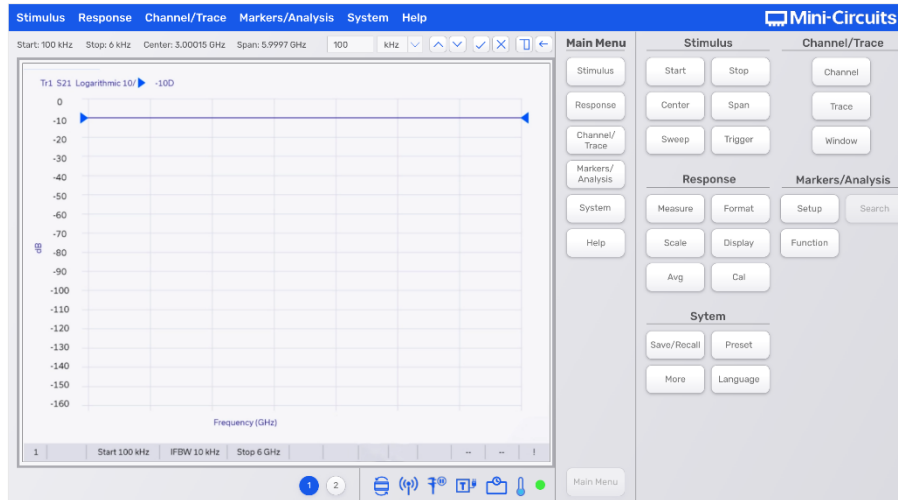 Stimulus Response Channel/Trace Markers/Analysis System Help
Mini-Circuits
Start: 100 kHz Stop: 6 kHz Center: 3.00015 GHz Span: 5.9997 GHz 100 kHz
Tr1 S21 Logarithmic 10/ -10D
0
-10
-20
-30
-40
-50
-60
-70
-80
-90
-100
-110
-120
-130
-140
-150
-160
dB
Frequency (GHz)
1 Start 100 kHz IFBW 10 kHz Stop 6 GHz -- -- !
1 2
Main Menu
Stimulus
Response
Channel/
Trace
Markers/
Analysis
System
Help
Main Menu
Stimulus
Start Stop
Center Span
Sweep Trigger
Response
Measure Format
Scale Display
Avg Cal
Sytem
Save/Recall Preset
More Language
Channel/Trace
Channel
Trace
Window
Markers/Analysis
Setup Search
Function